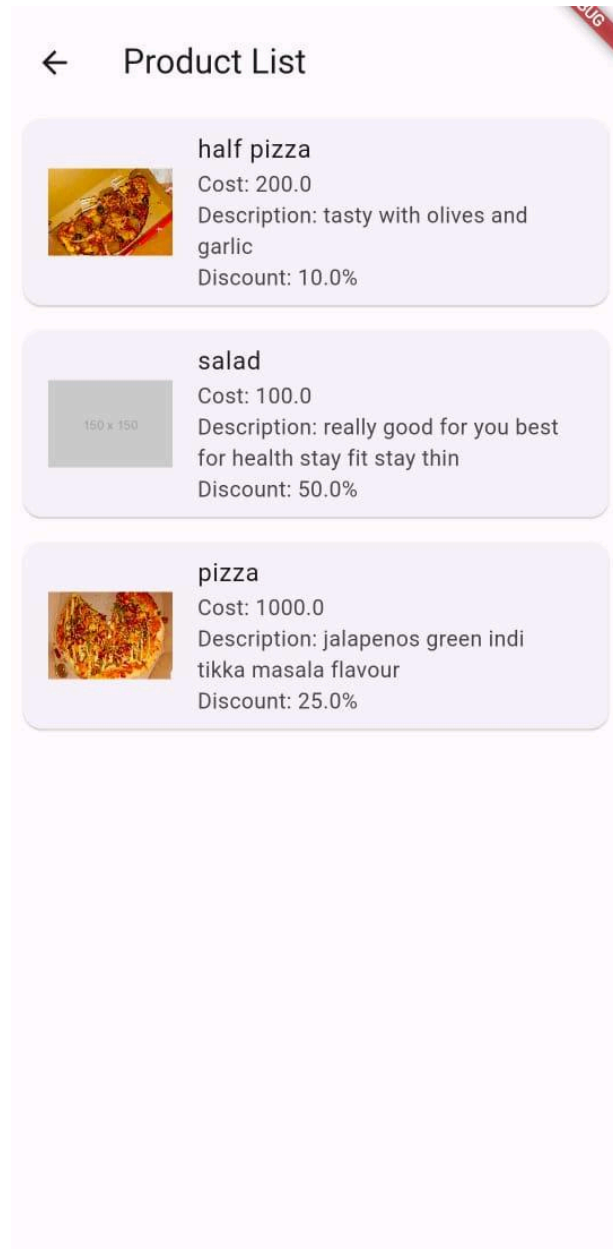 Product List
half pizza
Cost: 200.0
Description: tasty with olives and
garlic
Discount: 10.0%
150 x 150
salad
Cost: 100.0
Description: really good for you best
for health stay fit stay thin
Discount: 50.0%
pizza
Cost: 1000.0
Description: jalapenos green indi
tikka masala flavour
Discount: 25.0%